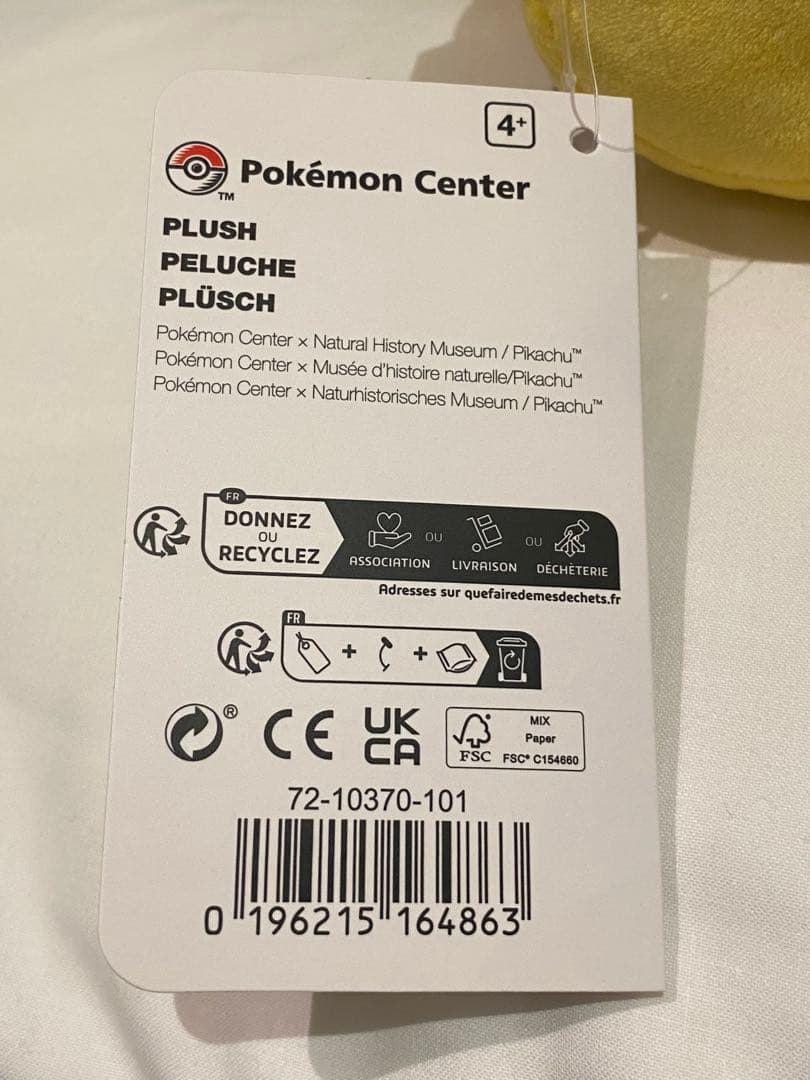 4+
Pokémon Center
TM
PLUSH
PELUCHE
PLÜSCH
Pokémon Center × Natural History Museum / Pikachu™
Pokémon Center × Musée d'histoire naturelle/Pikachu™
Pokémon Center × Naturhistorisches Museum / Pikachu™
FR
DONNEZ
OU
RECYCLEZ
ASSOCIATION OU LIVRAISON OU DÉCHÈTERIE
Adresses sur quefairedemesdechets.fr
FR
+ +
® CE UK
CA
FSC
MIX
Paper
FSC® C154660
72-10370-101
0 196215 164863